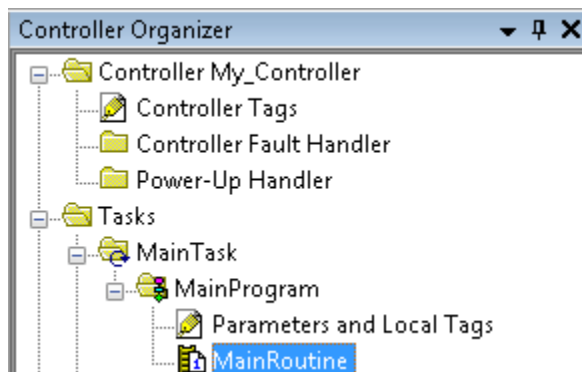 Controller Organizer
Controller My_Controller
Controller Tags
Controller Fault Handler
Power-Up Handler
Tasks
MainTask
MainProgram
Parameters and Local Tags
MainRoutine